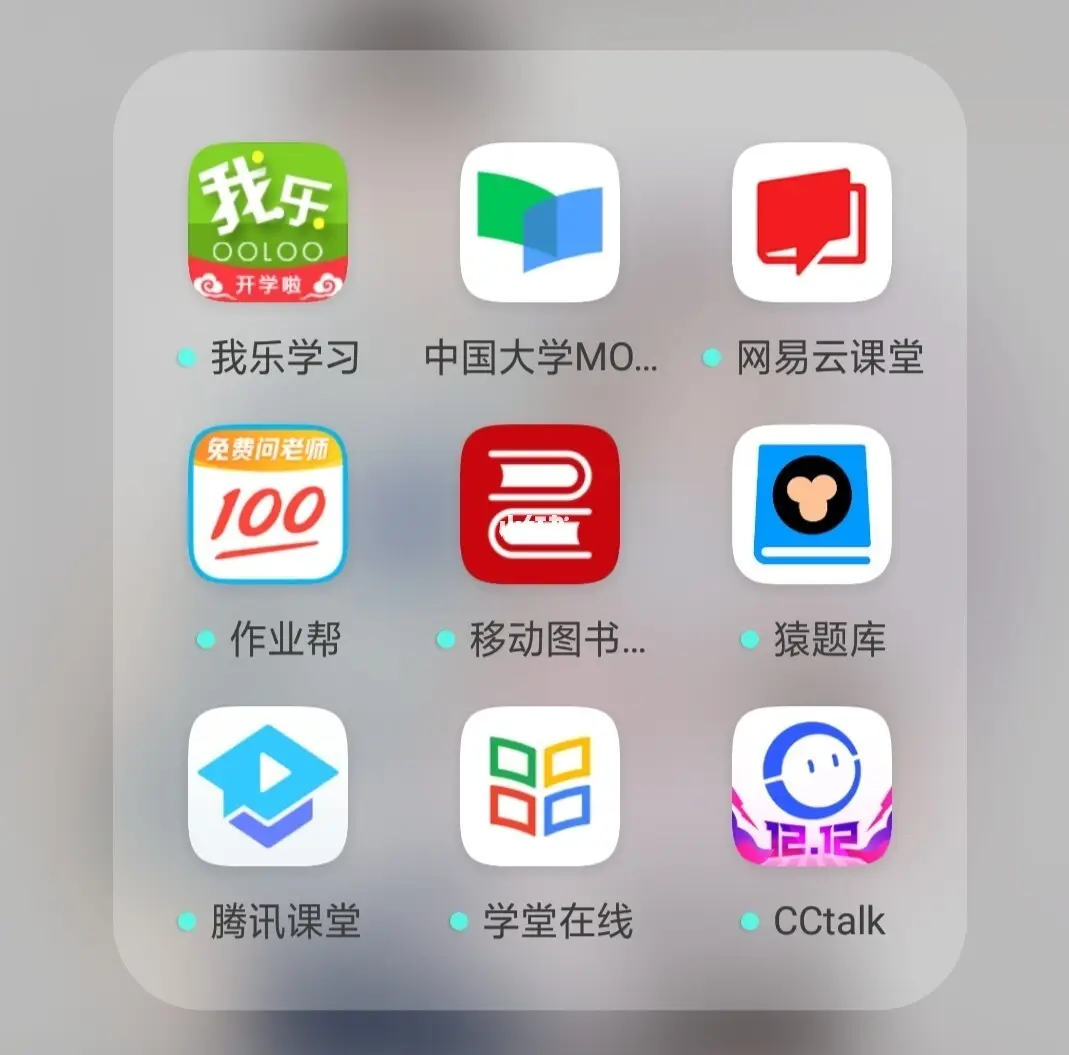 我乐
OOLOO
开学啦
我乐学习
中国大学MO...
网易云课堂
免费问老师
100
作业帮
移动图书...
猿题库
12.12
腾讯课堂
学堂在线
CCtalk